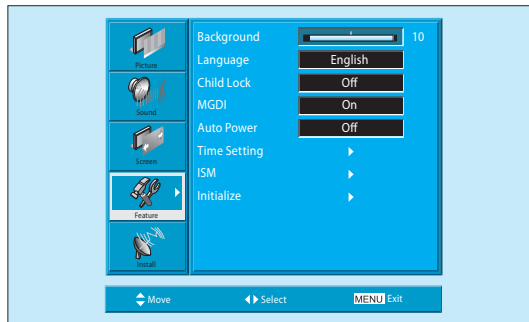 Picture
Sound
Screen
Feature
Install
Background 10
Language English
Child Lock Off
MGDI On
Auto Power Off
Time Setting
ISM
Initialize
Move Select MENU Exit